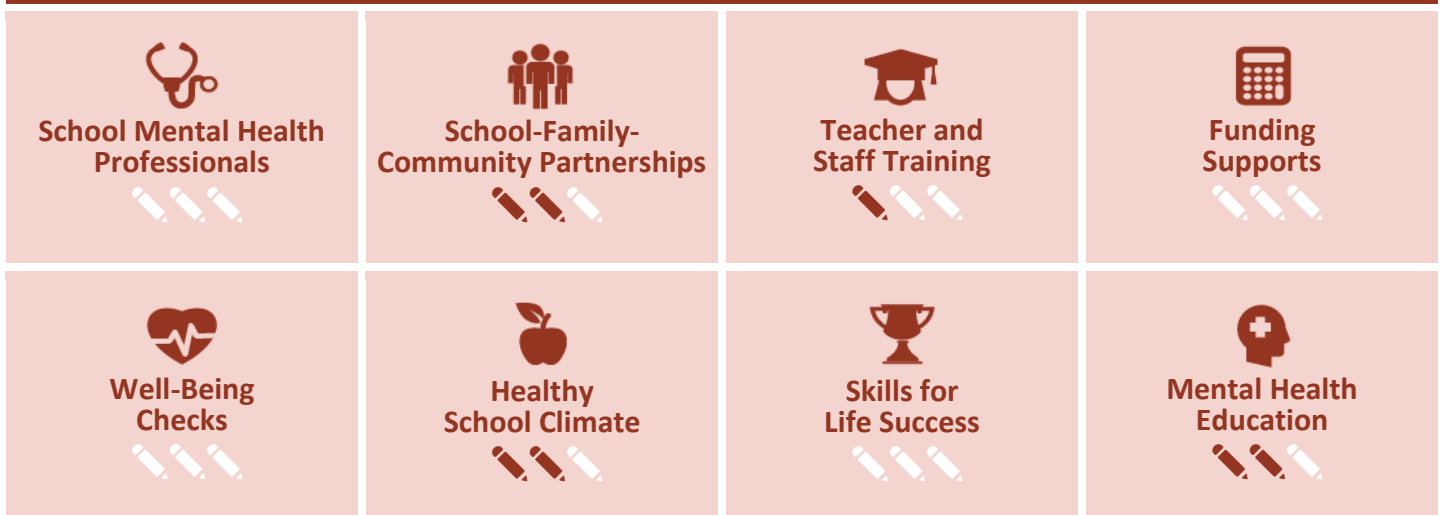 School Mental Health
Professionals
School-Family-
Community Partnerships
Teacher and
Staff Training
Funding
Supports
Well-Being
Checks
Healthy
School Climate
Skills for
Life Success
Mental Health
Education